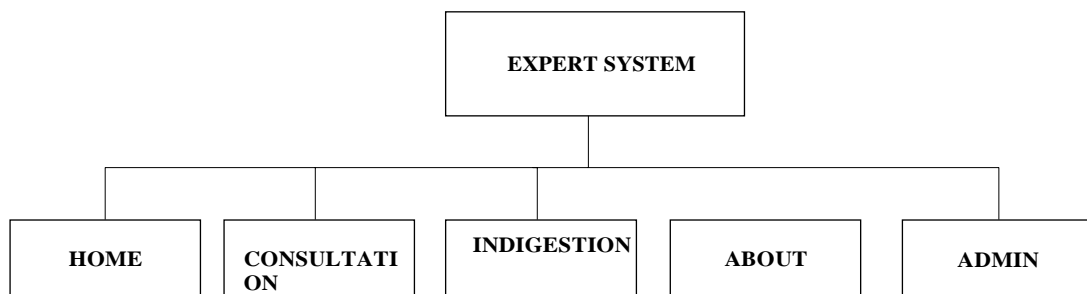 EXPERT SYSTEM
HOME
CONSULTATI
ON
INDIGESTION
ABOUT
ADMIN